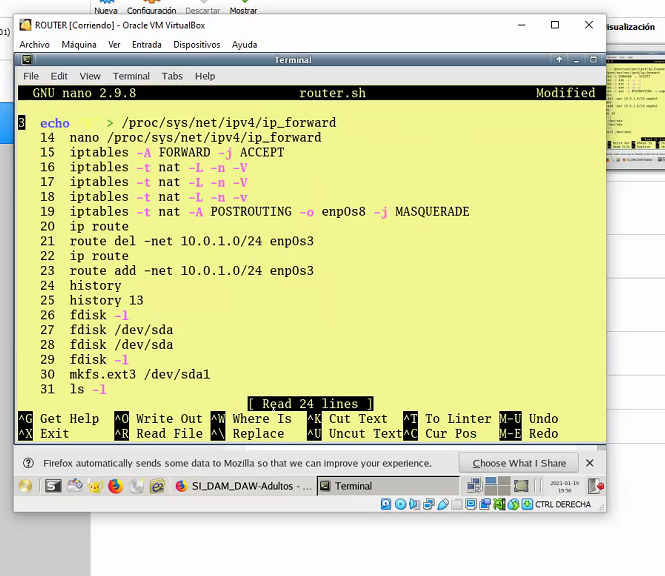 Nueva Configuración Descartar Mostrar
01)
isualización
ROUTER [Corriendo] - Oracle VM VirtualBox
Archivo Máquina Ver Entrada Dispositivos Ayuda
Terminal
File Edit View Terminal Tabs Help
GNU nano 2.9.8 router.sh Modified
3 echo > /proc/sys/net/ipv4/ip_forward
14 nano /proc/sys/net/ipv4/ip_forward
15 iptables -A FORWARD -j ACCEPT
16 iptables -t nat -L -n -V
17 iptables -t nat -L -n -V
18 iptables -t nat -L -n -v
19 iptables -t nat -A POSTROUTING -o enp0s8 -j MASQUERADE
20 ip route
21 route del -net 10.0.1.0/24 enp0s3
22 ip route
23 route add -net 10.0.1.0/24 enp0s3
24 history
25 history 13
26 fdisk -l
27 fdisk /dev/sda
28 fdisk /dev/sda
29 fdisk -l
30 mkfs.ext3 /dev/sda1
31 ls -l
[ Read 24 lines ]
^G Get Help ^O Write Out ^W Where Is ^K Cut Text ^T To Linter M-U Undo
^X Exit ^R Read File ^\ Replace ^U Uncut Text ^C Cur Pos M-E Redo
Firefox automatically sends some data to Mozilla so that we can improve your experience. Choose What I Share
SI_DAM_DAW-Adultos - ... Terminal 2021-01-19
19:56
CTRL DERECHA